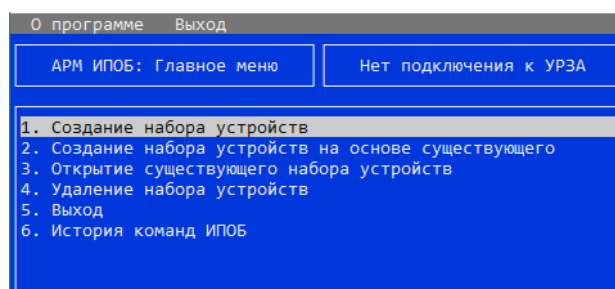 О программе Выход
АРМ ИПОБ: Главное меню Нет подключения к УРЗА
1. Создание набора устройств
2. Создание набора устройств на основе существующего
3. Открытие существующего набора устройств
4. Удаление набора устройств
5. Выход
6. История команд ИПОБ